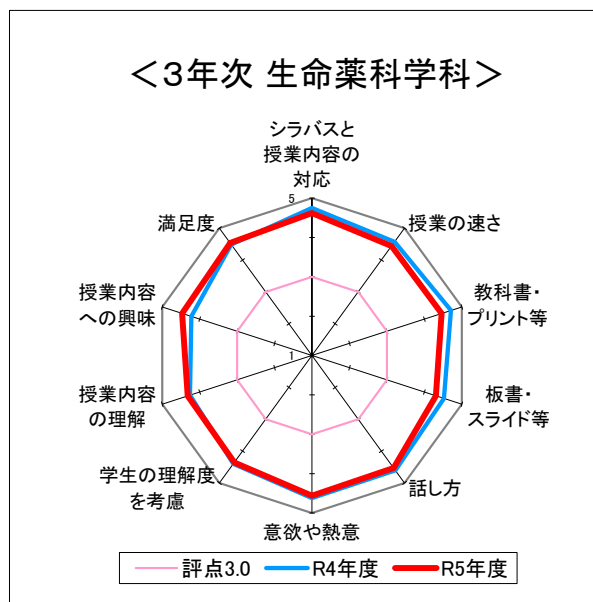 ＜３年次 生命薬科学科＞
シラバスと
授業内容の
対応
5
満足度
授業の速さ
授業内容
への興味
教科書・
プリント等
1
授業内容
の理解
板書・
スライド等
学生の理解度
を考慮
話し方
意欲や熱意
評点3.0
R4年度
R5年度